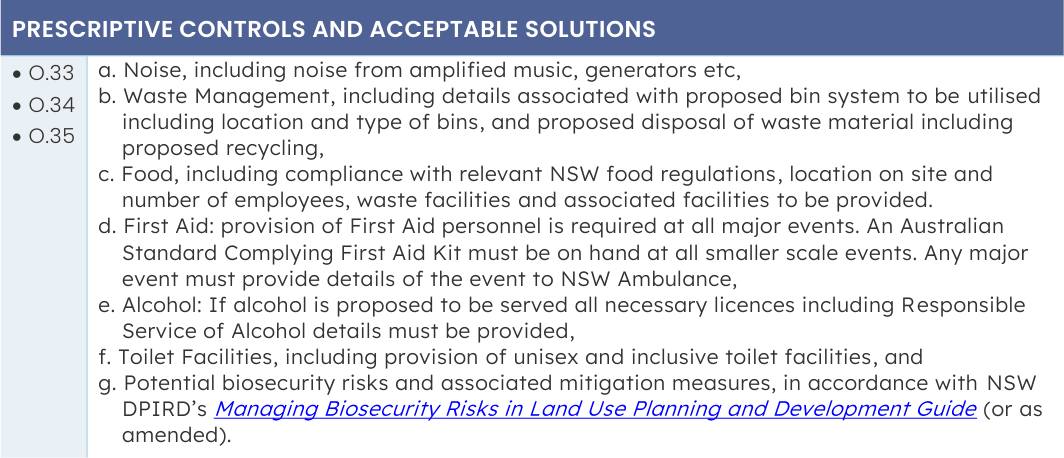 PRESCRIPTIVE CONTROLS AND ACCEPTABLE SOLUTIONS
• O.33
• O.34
• O.35
a. Noise, including noise from amplified music, generators etc,
b. Waste Management, including details associated with proposed bin system to be utilised
including location and type of bins, and proposed disposal of waste material including
proposed recycling,
c. Food, including compliance with relevant NSW food regulations, location on site and
number of employees, waste facilities and associated facilities to be provided.
d. First Aid: provision of First Aid personnel is required at all major events. An Australian
Standard Complying First Aid Kit must be on hand at all smaller scale events. Any major
event must provide details of the event to NSW Ambulance,
e. Alcohol: If alcohol is proposed to be served all necessary licences including Responsible
Service of Alcohol details must be provided,
f. Toilet Facilities, including provision of unisex and inclusive toilet facilities, and
g. Potential biosecurity risks and associated mitigation measures, in accordance with NSW
DPIRD’s Managing Biosecurity Risks in Land Use Planning and Development Guide (or as
amended).